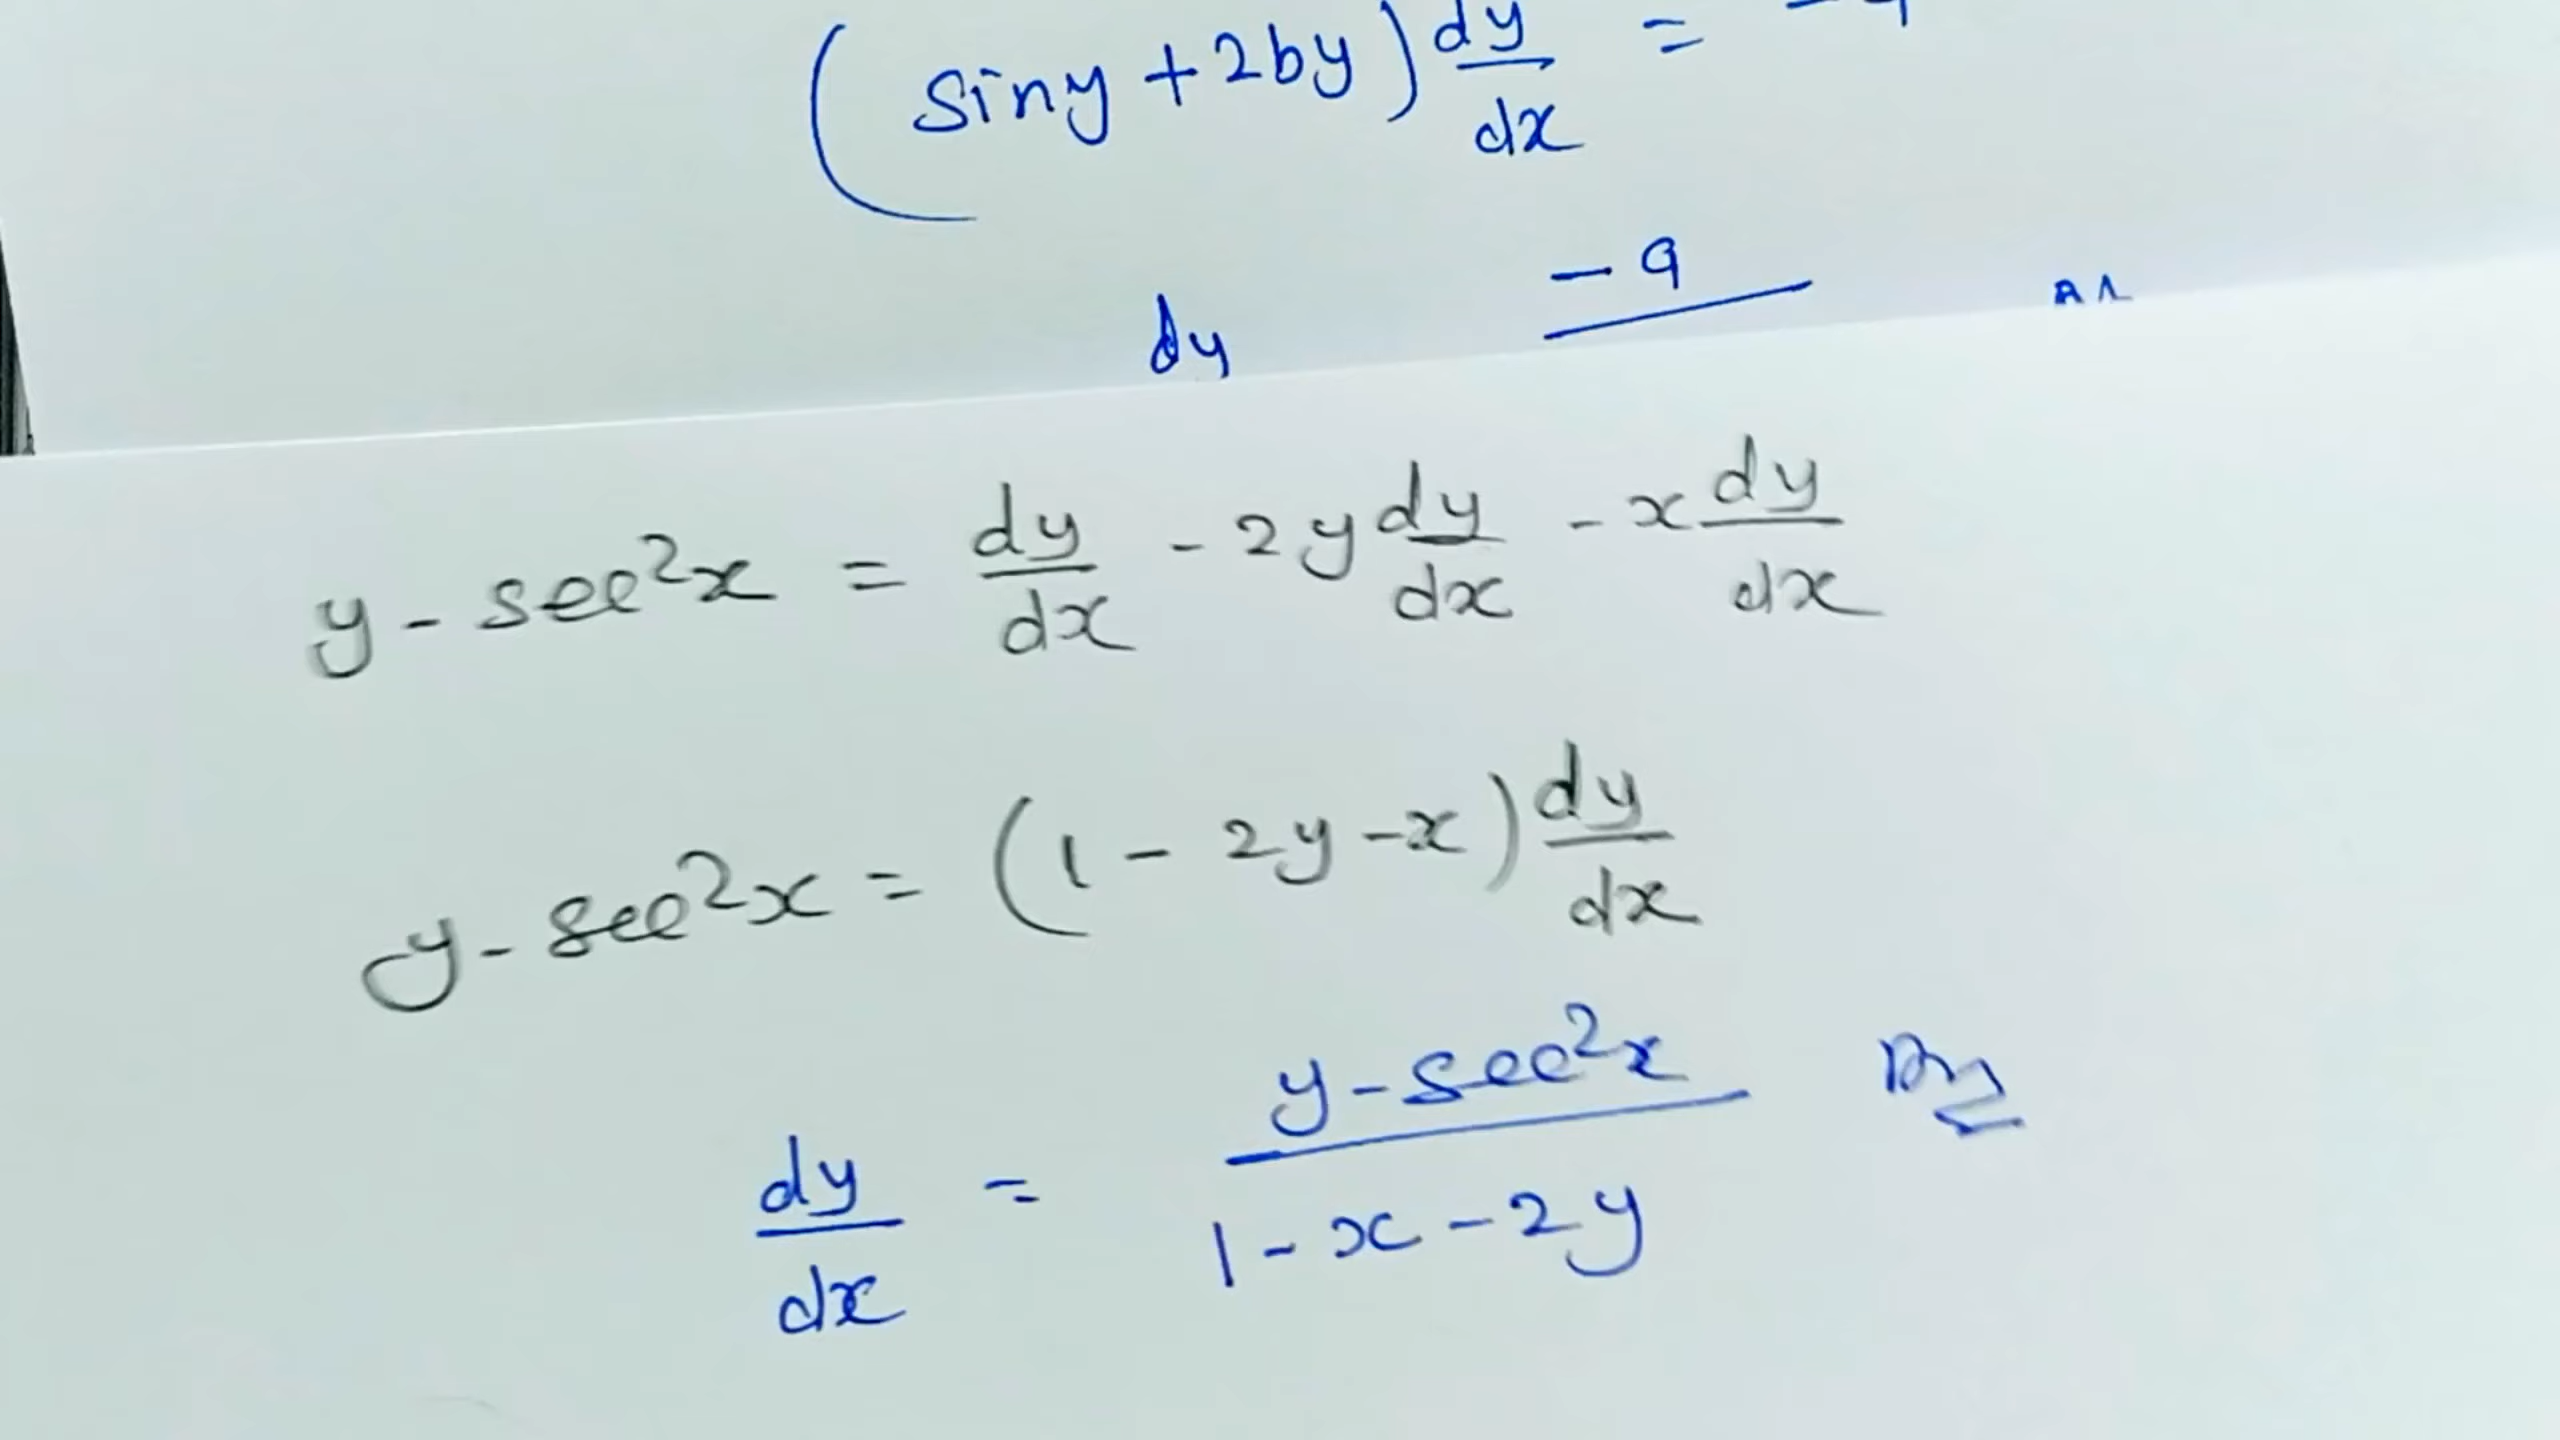 (siny + 2by) dy/dx = -
dy -a
y - sec²x = dy/dx - 2y dy/dx - x dy/dx
y - sec²x = (1 - 2y - x) dy/dx
dy/dx = (y - sec²x)/(1 - x - 2y)